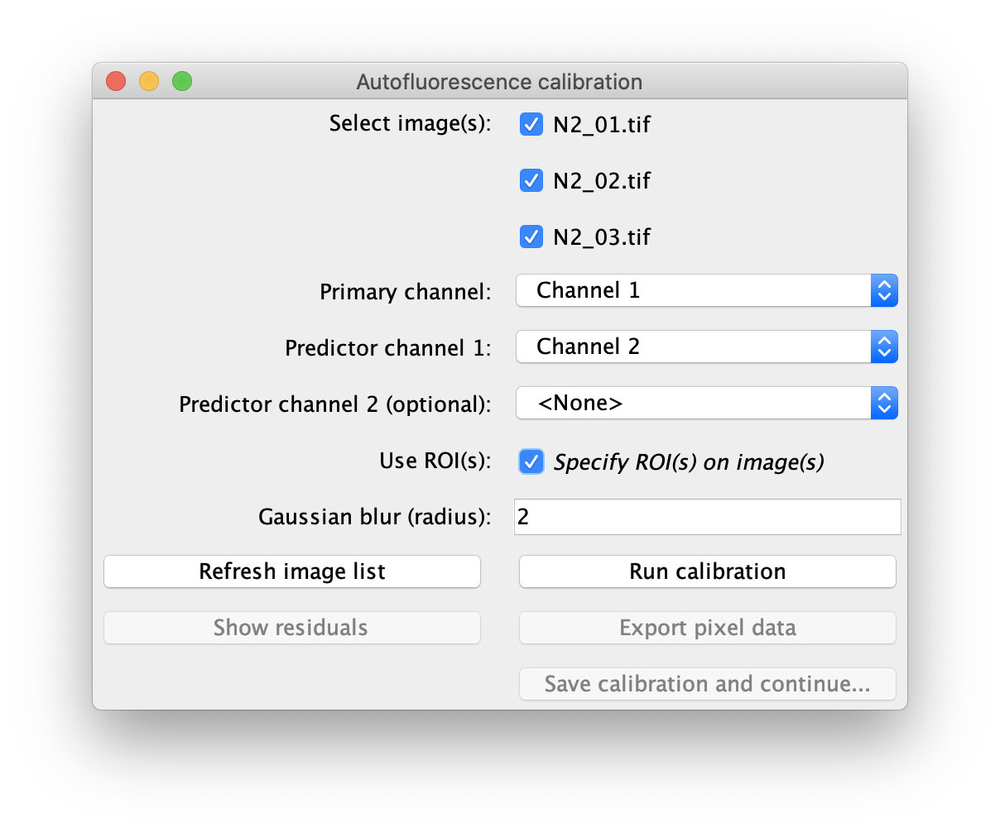 Autofluorescence calibration
Select image(s): N2_01.tif
N2_02.tif
N2_03.tif
Primary channel: Channel 1
Predictor channel 1: Channel 2
Predictor channel 2 (optional): <None>
Use ROI(s): Specify ROI(s) on image(s)
Gaussian blur (radius): 2
Refresh image list Run calibration
Show residuals Export pixel data
Save calibration and continue...